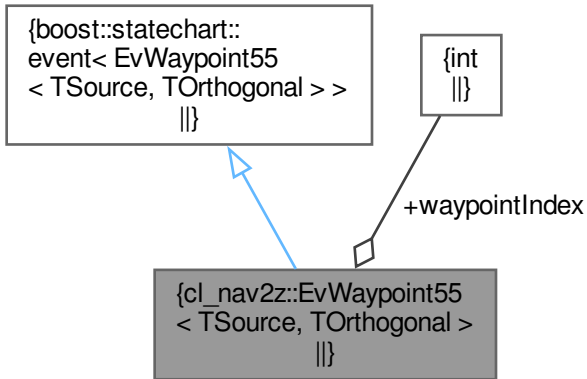 {boost::statechart::
event< EvWaypoint55
< TSource, TOrthogonal > >
||}
{int
||}
+waypointIndex
{cl_nav2z::EvWaypoint55
< TSource, TOrthogonal >
||}